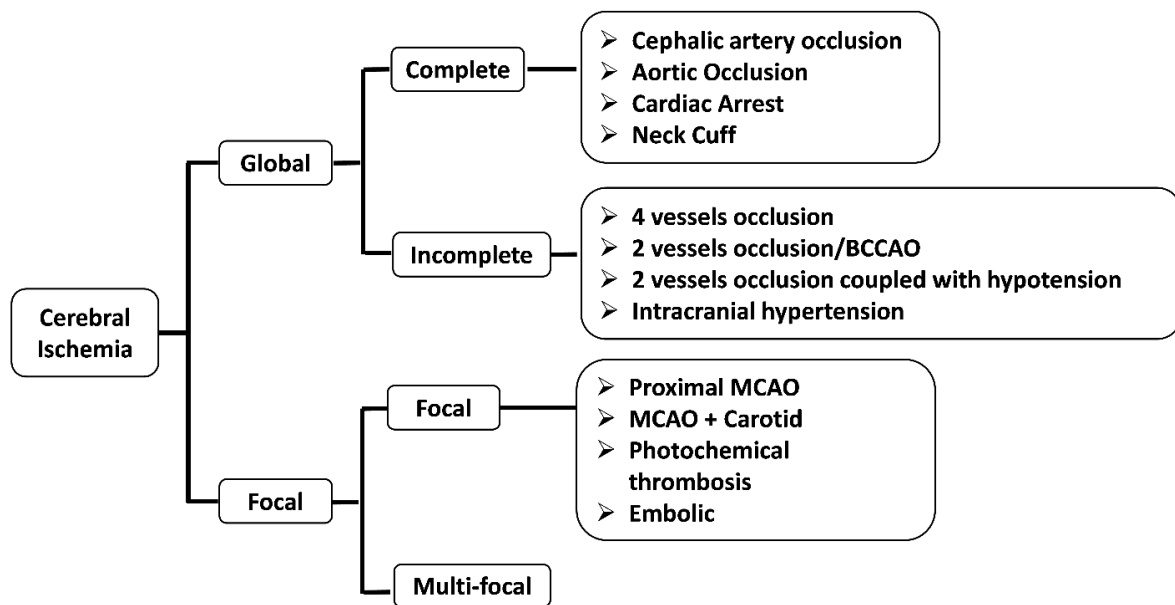 Cerebral
Ischemia
Global
Complete
➢ Cephalic artery occlusion
➢ Aortic Occlusion
➢ Cardiac Arrest
➢ Neck Cuff
Incomplete
➢ 4 vessels occlusion
➢ 2 vessels occlusion/BCCAO
➢ 2 vessels occlusion coupled with hypotension
➢ Intracranial hypertension
Focal
Focal
➢ Proximal MCAO
➢ MCAO + Carotid
➢ Photochemical
thrombosis
➢ Embolic
Multi-focal